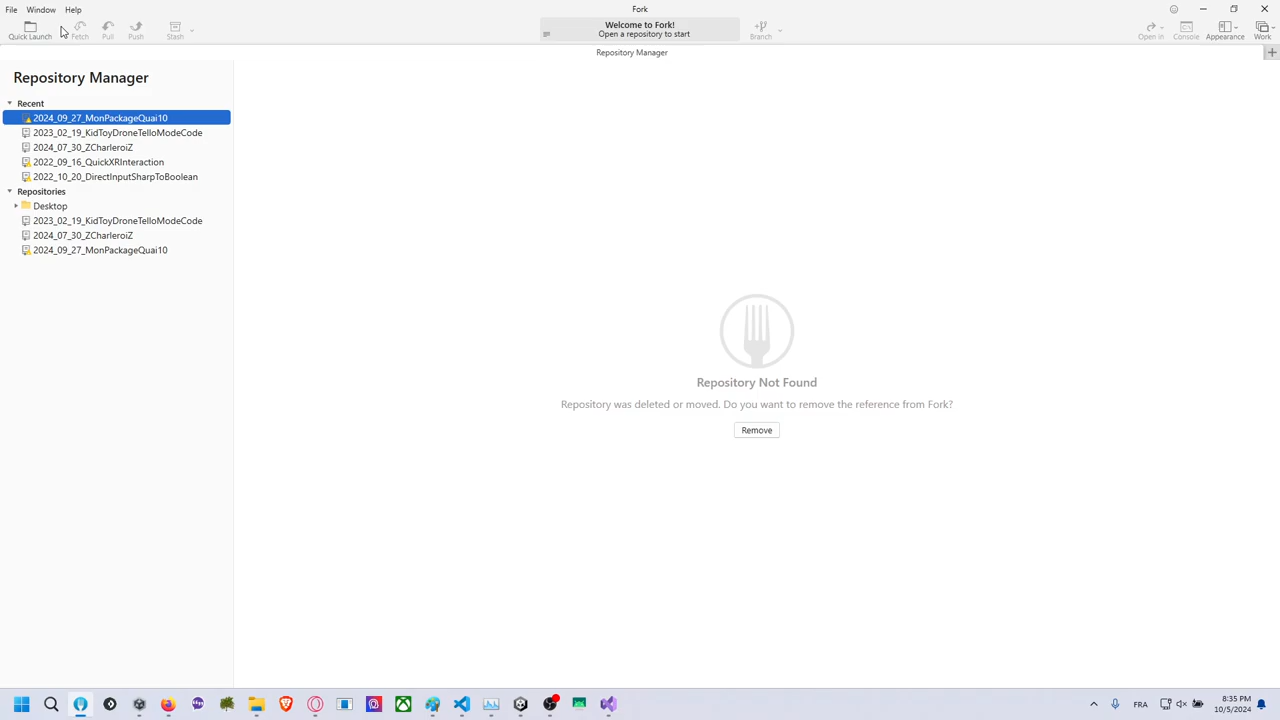 File Window Help
Fork
Quick Launch Fetch Pull Push Stash
Welcome to Fork!
Open a repository to start
Branch
Open in Console Appearance Work
Repository Manager
Repository Manager
Recent
2024_09_27_MonPackageQuai10
2023_02_19_KidToyDroneTelloModeCode
2024_07_30_ZCharleroiZ
2022_09_16_QuickXRInteraction
2022_10_20_DirectInputSharpToBoolean
Repositories
Desktop
2023_02_19_KidToyDroneTelloModeCode
2024_07_30_ZCharleroiZ
2024_09_27_MonPackageQuai10
Repository Not Found
Repository was deleted or moved. Do you want to remove the reference from Fork?
Remove
FRA
8:35 PM
10/5/2024